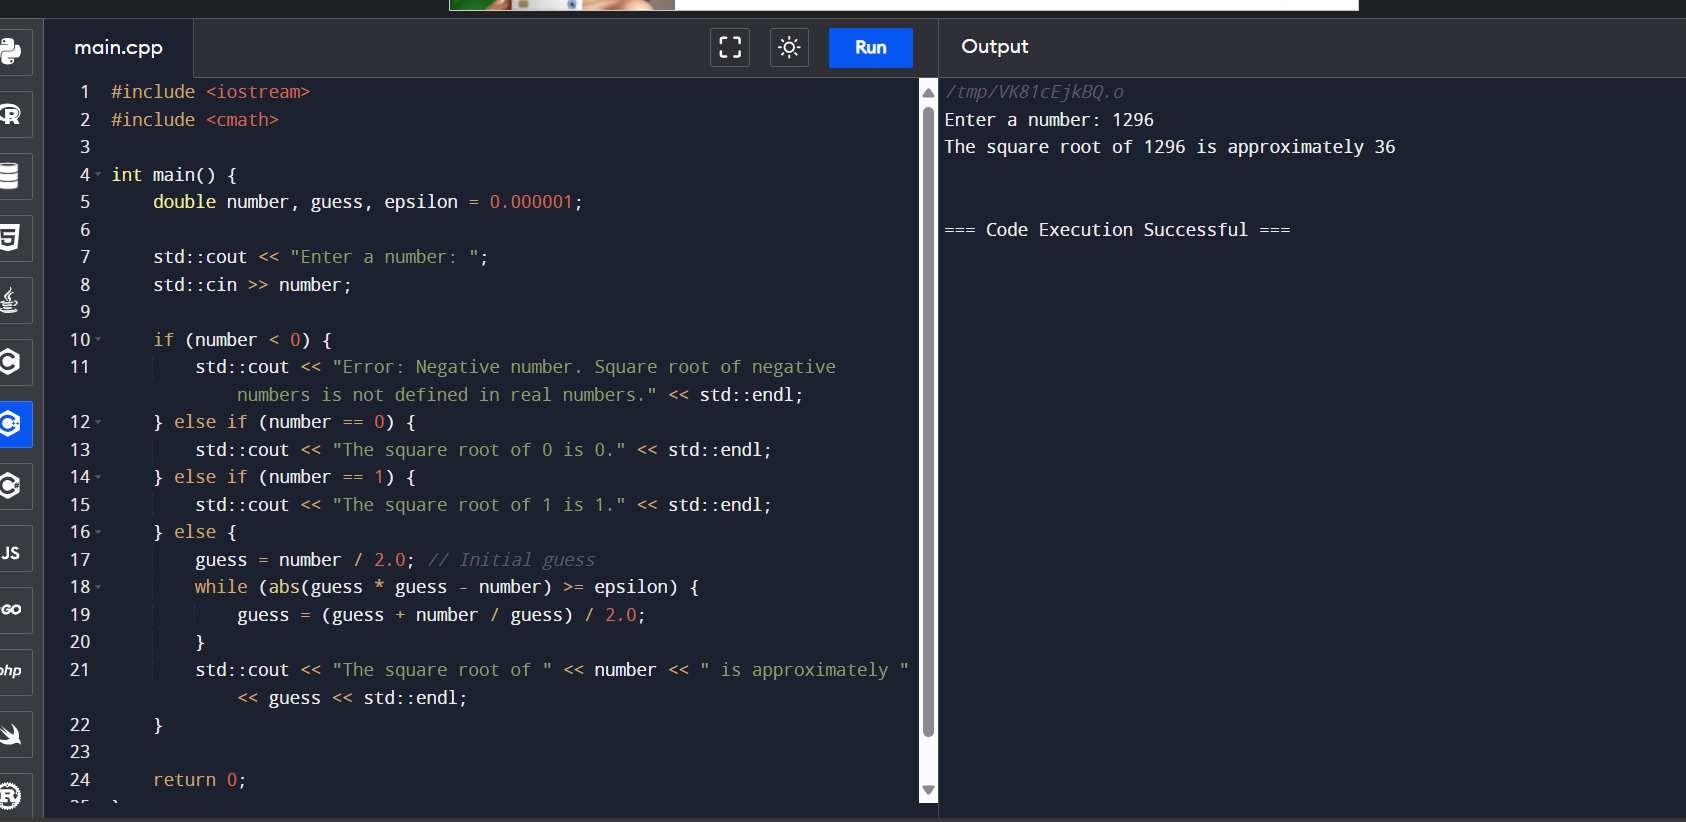 main.cpp
Run
Output
1 #include <iostream>
2 #include <cmath>
3
4 int main() {
5 double number, guess, epsilon = 0.000001;
6
7 std::cout << "Enter a number: ";
8 std::cin >> number;
9
10 if (number < 0) {
11 std::cout << "Error: Negative number. Square root of negative
numbers is not defined in real numbers." << std::endl;
12 } else if (number == 0) {
13 std::cout << "The square root of 0 is 0." << std::endl;
14 } else if (number == 1) {
15 std::cout << "The square root of 1 is 1." << std::endl;
16 } else {
17 guess = number / 2.0; // Initial guess
18 while (abs(guess * guess - number) >= epsilon) {
19 guess = (guess + number / guess) / 2.0;
20 }
21 std::cout << "The square root of " << number << " is approximately "
<< guess << std::endl;
22 }
23
24 return 0;
/tmp/VK81cEjkBQ.o
Enter a number: 1296
The square root of 1296 is approximately 36
=== Code Execution Successful ===
R
5
C
C
C#
JS
GO
php
R